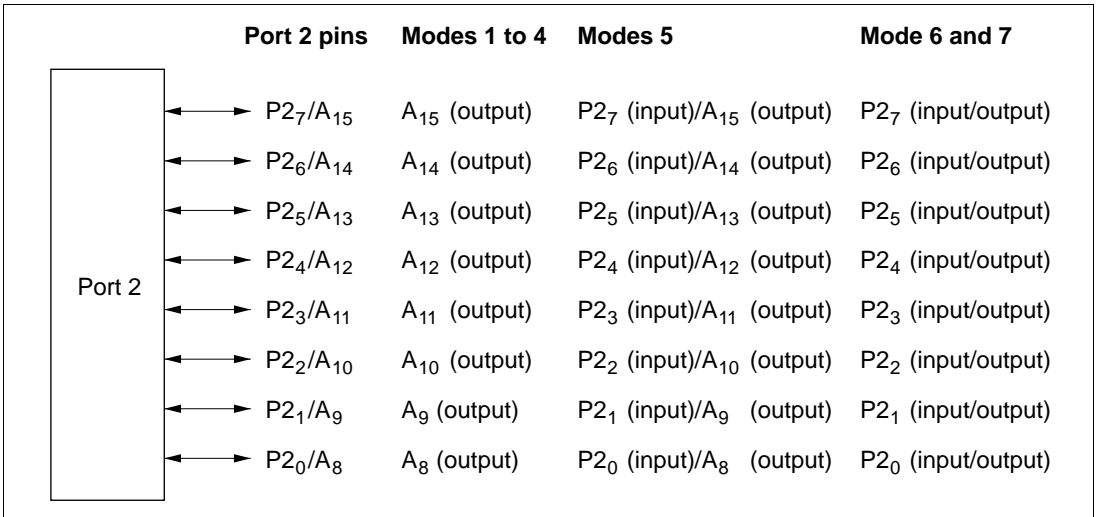 Port 2 pins Modes 1 to 4 Modes 5 Mode 6 and 7
P2₇/A₁₅ A₁₅ (output) P2₇ (input)/A₁₅ (output) P2₇ (input/output)
P2₆/A₁₄ A₁₄ (output) P2₆ (input)/A₁₄ (output) P2₆ (input/output)
P2₅/A₁₃ A₁₃ (output) P2₅ (input)/A₁₃ (output) P2₅ (input/output)
P2₄/A₁₂ A₁₂ (output) P2₄ (input)/A₁₂ (output) P2₄ (input/output)
Port 2
P2₃/A₁₁ A₁₁ (output) P2₃ (input)/A₁₁ (output) P2₃ (input/output)
P2₂/A₁₀ A₁₀ (output) P2₂ (input)/A₁₀ (output) P2₂ (input/output)
P2₁/A₉ A₉ (output) P2₁ (input)/A₉ (output) P2₁ (input/output)
P2₀/A₈ A₈ (output) P2₀ (input)/A₈ (output) P2₀ (input/output)